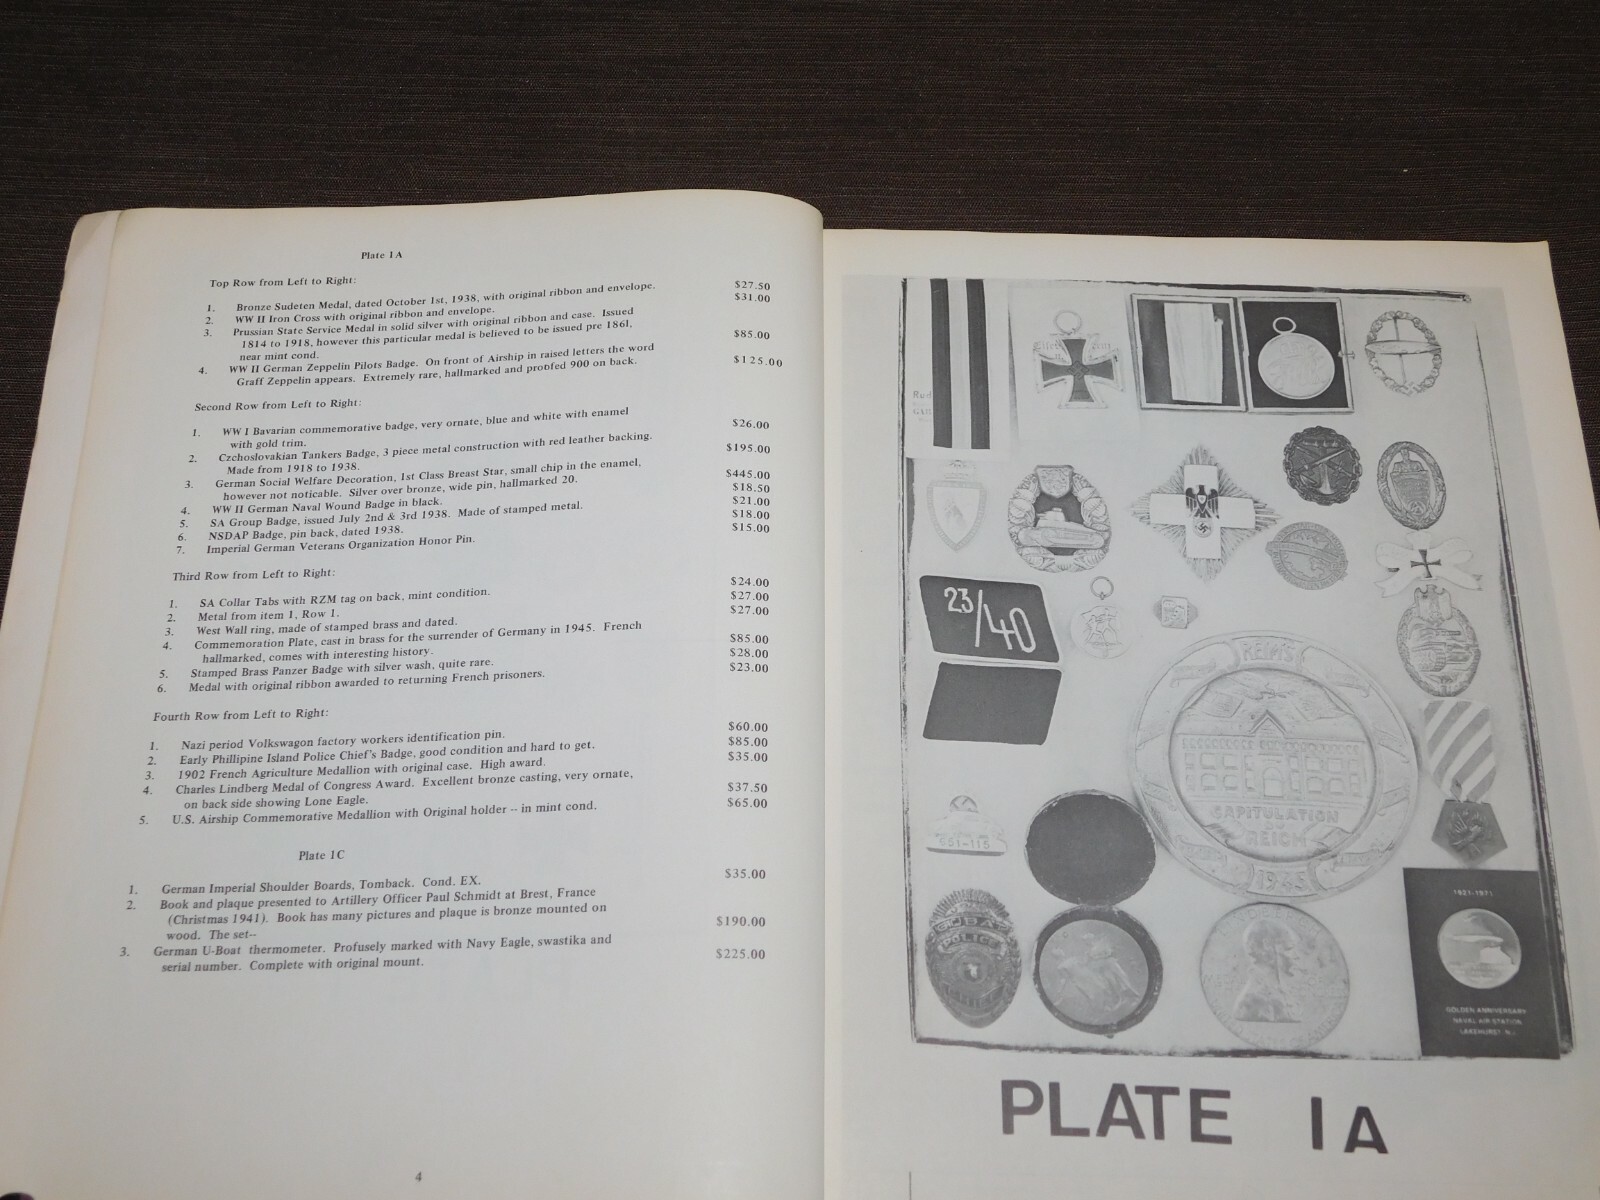 Plate 1A
Top Row from Left to Right:
1. Bronze Sudeten Medal, dated October 1st, 1938, with original ribbon and envelope. $27.50
2. WW II Iron Cross with original ribbon and envelope. $31.00
3. Prussian State Service Medal in solid silver with original ribbon and case. Issued
1814 to 1918, however this particular medal is believed to be issued pre 1861,
near mint cond. $85.00
4. WW II German Zeppelin Pilots Badge. On front of Airship in raised letters the word
Graff Zeppelin appears. Extremely rare, hallmarked and probfed 900 on back. $125.00
Second Row from Left to Right:
1. WW I Bavarian commemorative badge, very ornate, blue and white with enamel
with gold trim. $26.00
2. Czchoslovakian Tankers Badge, 3 piece metal construction with red leather backing.
Made from 1918 to 1938. $195.00
3. German Social Welfare Decoration, 1st Class Breast Star, small chip in the enamel,
however not noticable. Silver over bronze, wide pin, hallmarked 20. $445.00
4. WW II German Naval Wound Badge in black. $18.50
5. SA Group Badge, issued July 2nd & 3rd 1938. Made of stamped metal. $21.00
6. NSDAP Badge, pin back, dated 1938. $18.00
7. Imperial German Veterans Organization Honor Pin. $15.00
Third Row from Left to Right:
1. SA Collar Tabs with RZM tag on back, mint condition. $24.00
2. Metal from item 1, Row 1. $27.00
3. West Wall ring, made of stamped brass and dated. $27.00
4. Commemoration Plate, cast in brass for the surrender of Germany in 1945. French
hallmarked, comes with interesting history. $85.00
5. Stamped Brass Panzer Badge with silver wash, quite rare. $28.00
6. Medal with original ribbon awarded to returning French prisoners. $23.00
Fourth Row from Left to Right:
1. Nazi period Volkswagon factory workers identification pin. $60.00
2. Early Phillipine Island Police Chief's Badge, good condition and hard to get. $85.00
3. 1902 French Agriculture Medallion with original case. High award. $35.00
4. Charles Lindberg Medal of Congress Award. Excellent bronze casting, very ornate,
on back side showing Lone Eagle. $37.50
5. U.S. Airship Commemorative Medallion with Original holder -- in mint cond. $65.00
Plate 1C
1. German Imperial Shoulder Boards, Tomback. Cond. EX. $35.00
2. Book and plaque presented to Artillery Officer Paul Schmidt at Brest, France
(Christmas 1941). Book has many pictures and plaque is bronze mounted on
wood. The set-- $190.00
3. German U-Boat thermometer. Profusely marked with Navy Eagle, swastika and
serial number. Complete with original mount. $225.00
4
23/40
REIMS
CAPITULATION
REICH
1945
651-115
POLICE
1921-1971
GOLDEN ANNIVERSARY
NAVAL AIR STATION
LAKEHURST N.J.
PLATE 1A